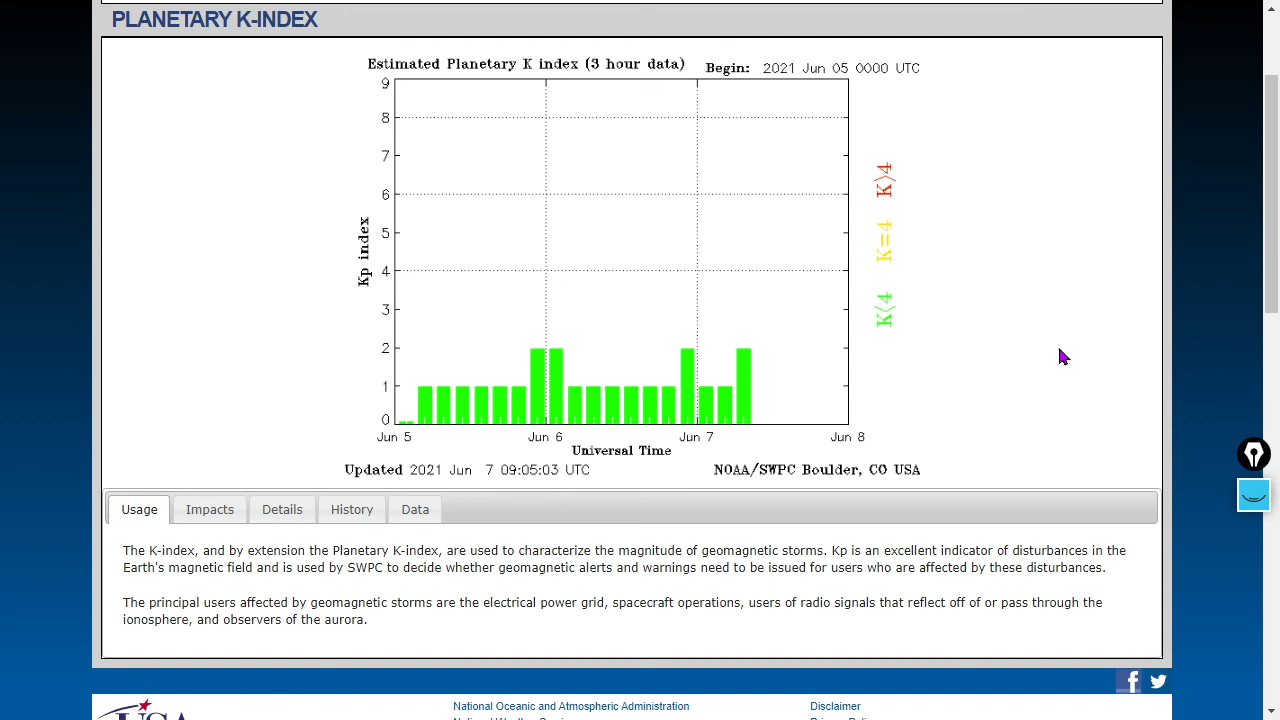 PLANETARY K-INDEX
Estimated Planetary K index (3 hour data)
Begin: 2021 Jun 05 0000 UTC
9
8
7
6
5
4
3
2
1
0
Kp index
K>4
K=4
K<4
Jun 5
Jun 6
Jun 7
Jun 8
Universal Time
Updated 2021 Jun 7 09:05:03 UTC
NOAA/SWPC Boulder, CO USA
Usage
Impacts
Details
History
Data
The K-index, and by extension the Planetary K-index, are used to characterize the magnitude of geomagnetic storms. Kp is an excellent indicator of disturbances in the
Earth's magnetic field and is used by SWPC to decide whether geomagnetic alerts and warnings need to be issued for users who are affected by these disturbances.
The principal users affected by geomagnetic storms are the electrical power grid, spacecraft operations, users of radio signals that reflect off of or pass through the
ionosphere, and observers of the aurora.
f
USA
National Oceanic and Atmospheric Administration
Disclaimer